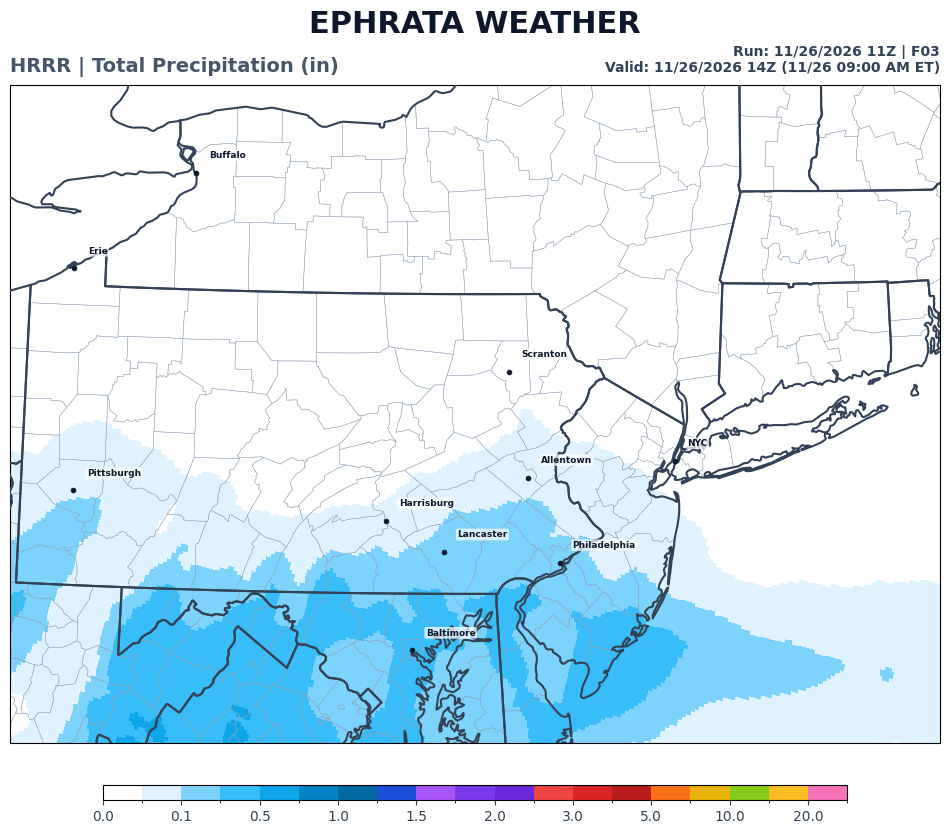 EPHRATA WEATHER
HRRR | Total Precipitation (in)
Run: 11/26/2026 11Z | F03
Valid: 11/26/2026 14Z (11/26 09:00 AM ET)
Buffalo
Erie
Scranton
NYC
Allentown
Pittsburgh
Harrisburg
Lancaster
Philadelphia
Baltimore
0.0 0.1 0.5 1.0 1.5 2.0 3.0 5.0 10.0 20.0